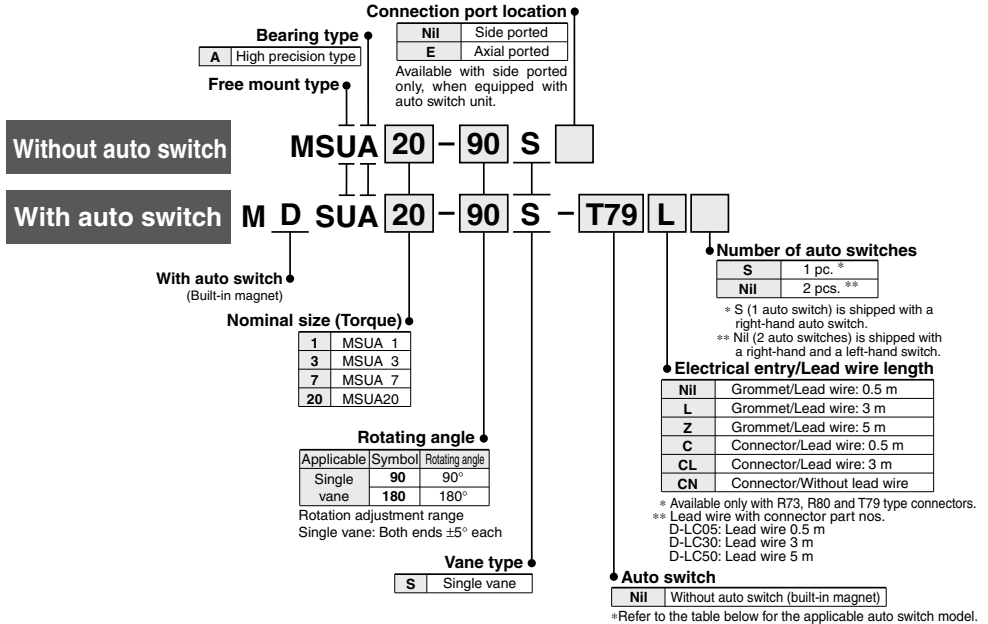 Connection port location
Nil Side ported
E Axial ported
Available with side ported
only, when equipped with
auto switch unit.
Bearing type
A High precision type
Free mount type
Without auto switch
MSUA 20 – 90 S
With auto switch
M D SUA 20 – 90 S – T79 L
With auto switch
(Built-in magnet)
Number of auto switches
S 1 pc. *
Nil 2 pcs. **
* S (1 auto switch) is shipped with a
right-hand auto switch.
** Nil (2 auto switches) is shipped with
a right-hand and a left-hand switch.
Nominal size (Torque)
1 MSUA 1
3 MSUA 3
7 MSUA 7
20 MSUA20
Electrical entry/Lead wire length
Nil Grommet/Lead wire: 0.5 m
L Grommet/Lead wire: 3 m
Z Grommet/Lead wire: 5 m
C Connector/Lead wire: 0.5 m
CL Connector/Lead wire: 3 m
CN Connector/Without lead wire
* Available only with R73, R80 and T79 type connectors.
** Lead wire with connector part nos.
D-LC05: Lead wire 0.5 m
D-LC30: Lead wire 3 m
D-LC50: Lead wire 5 m
Rotating angle
Applicable Symbol Rotating angle
Single vane 90 90°
180 180°
Rotation adjustment range
Single vane: Both ends ±5° each
Vane type
S Single vane
Auto switch
Nil Without auto switch (built-in magnet)
*Refer to the table below for the applicable auto switch model.